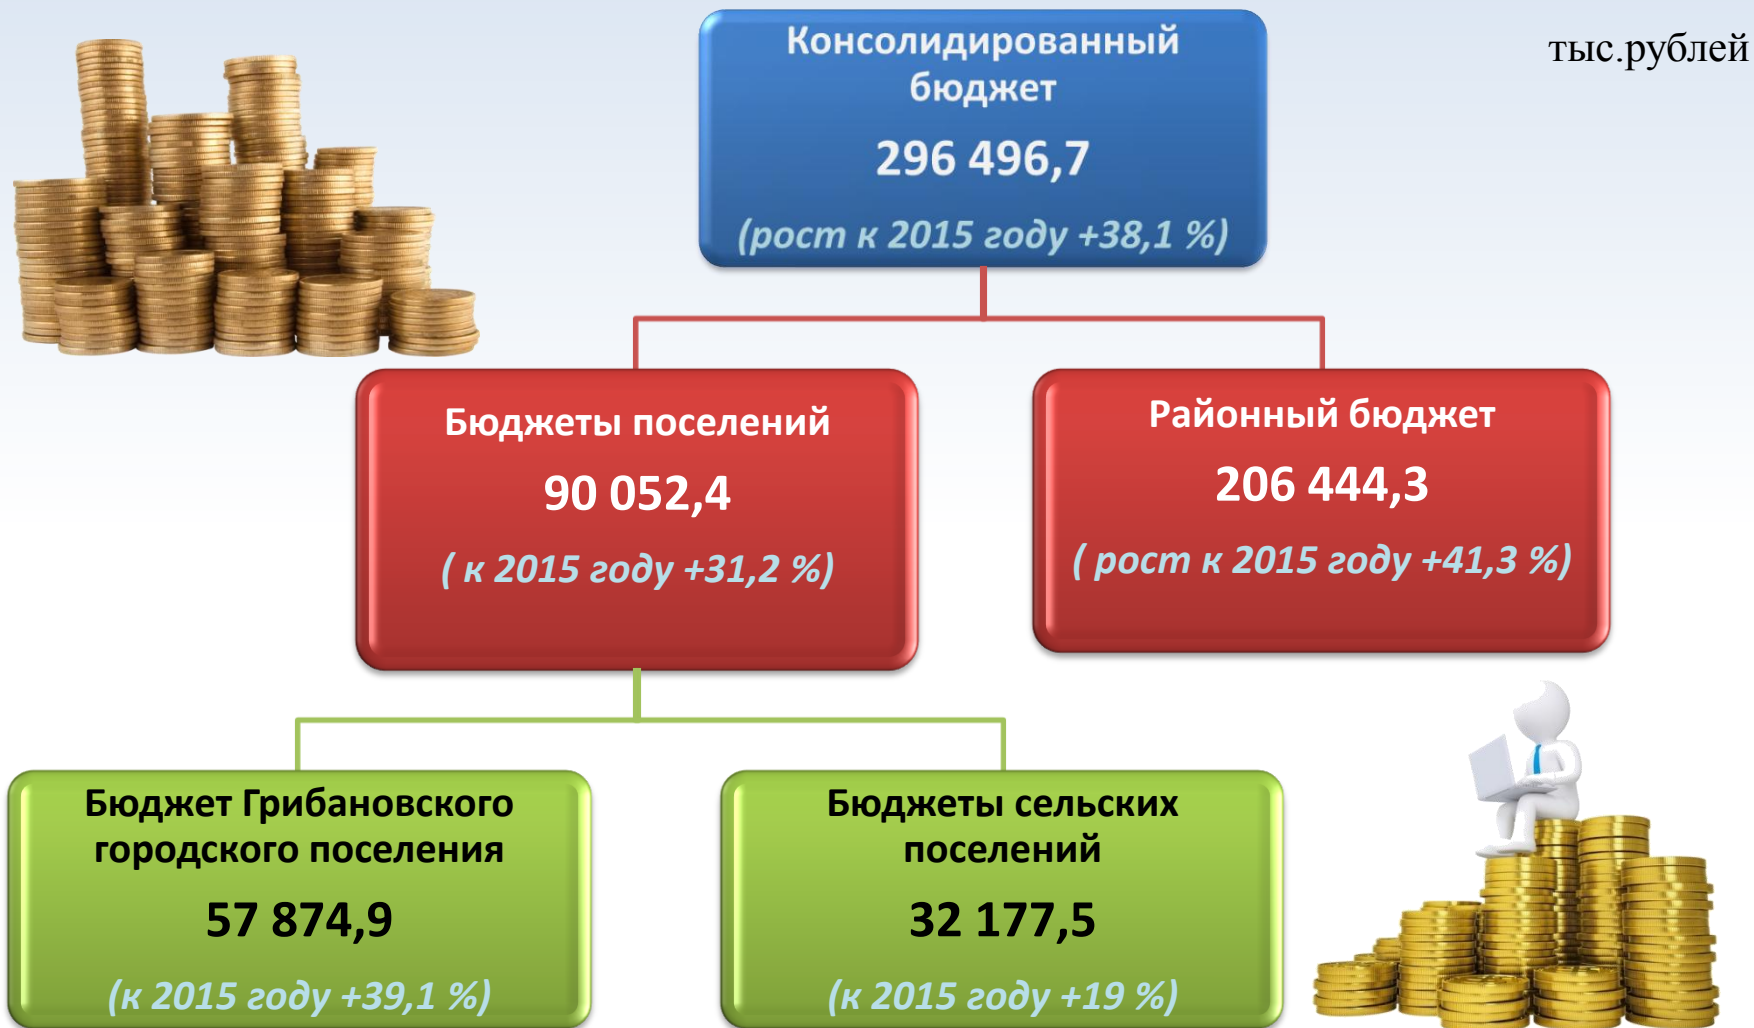 тыс.рублей
Консолидированный
бюджет
296 496,7
(рост к 2015 году +38,1 %)
Бюджеты поселений
90 052,4
( к 2015 году +31,2 %)
Районный бюджет
206 444,3
( рост к 2015 году +41,3 %)
Бюджет Грибановского
городского поселения
57 874,9
(к 2015 году +39,1 %)
Бюджеты сельских
поселений
32 177,5
(к 2015 году +19 %)